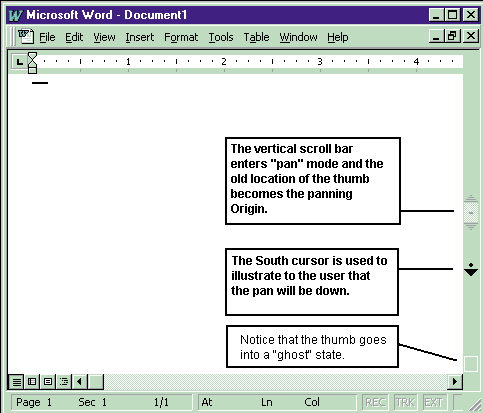 Microsoft Word - Document1
File Edit View Insert Format Tools Table Window Help
L 1 2 3 4
The vertical scroll bar
enters "pan" mode and the
old location of the thumb
becomes the panning
Origin.
The South cursor is used to
illustrate to the user that
the pan will be down.
Notice that the thumb goes
into a "ghost" state.
Page 1 Sec 1 1/1 At Ln Col REC TRK EXT